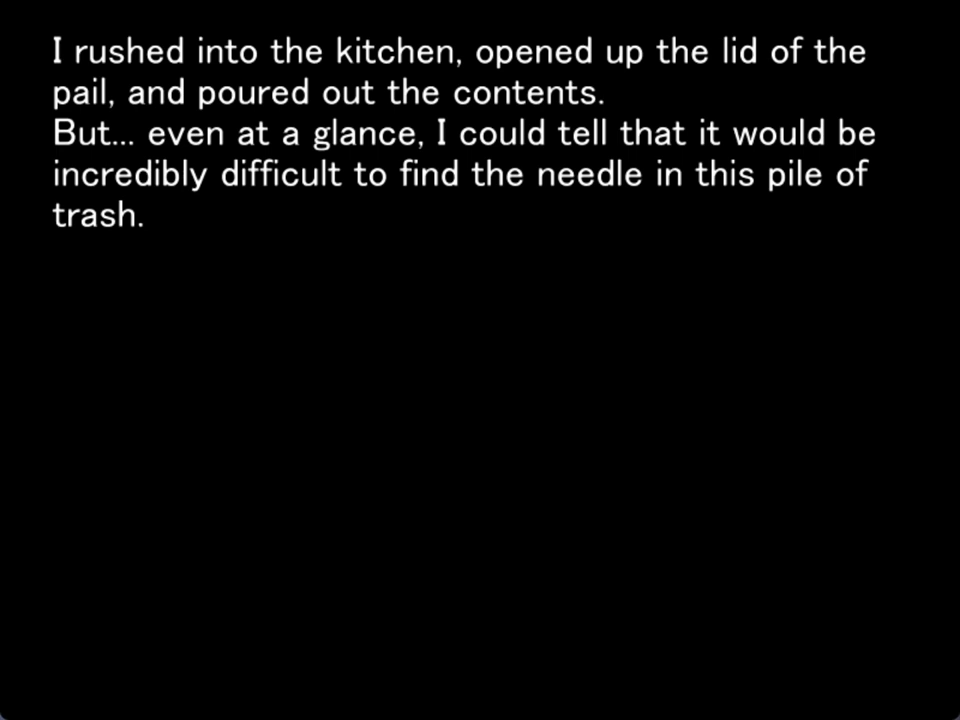 I rushed into the kitchen, opened up the lid of the
pail, and poured out the contents.
But... even at a glance, I could tell that it would be
incredibly difficult to find the needle in this pile of
trash.